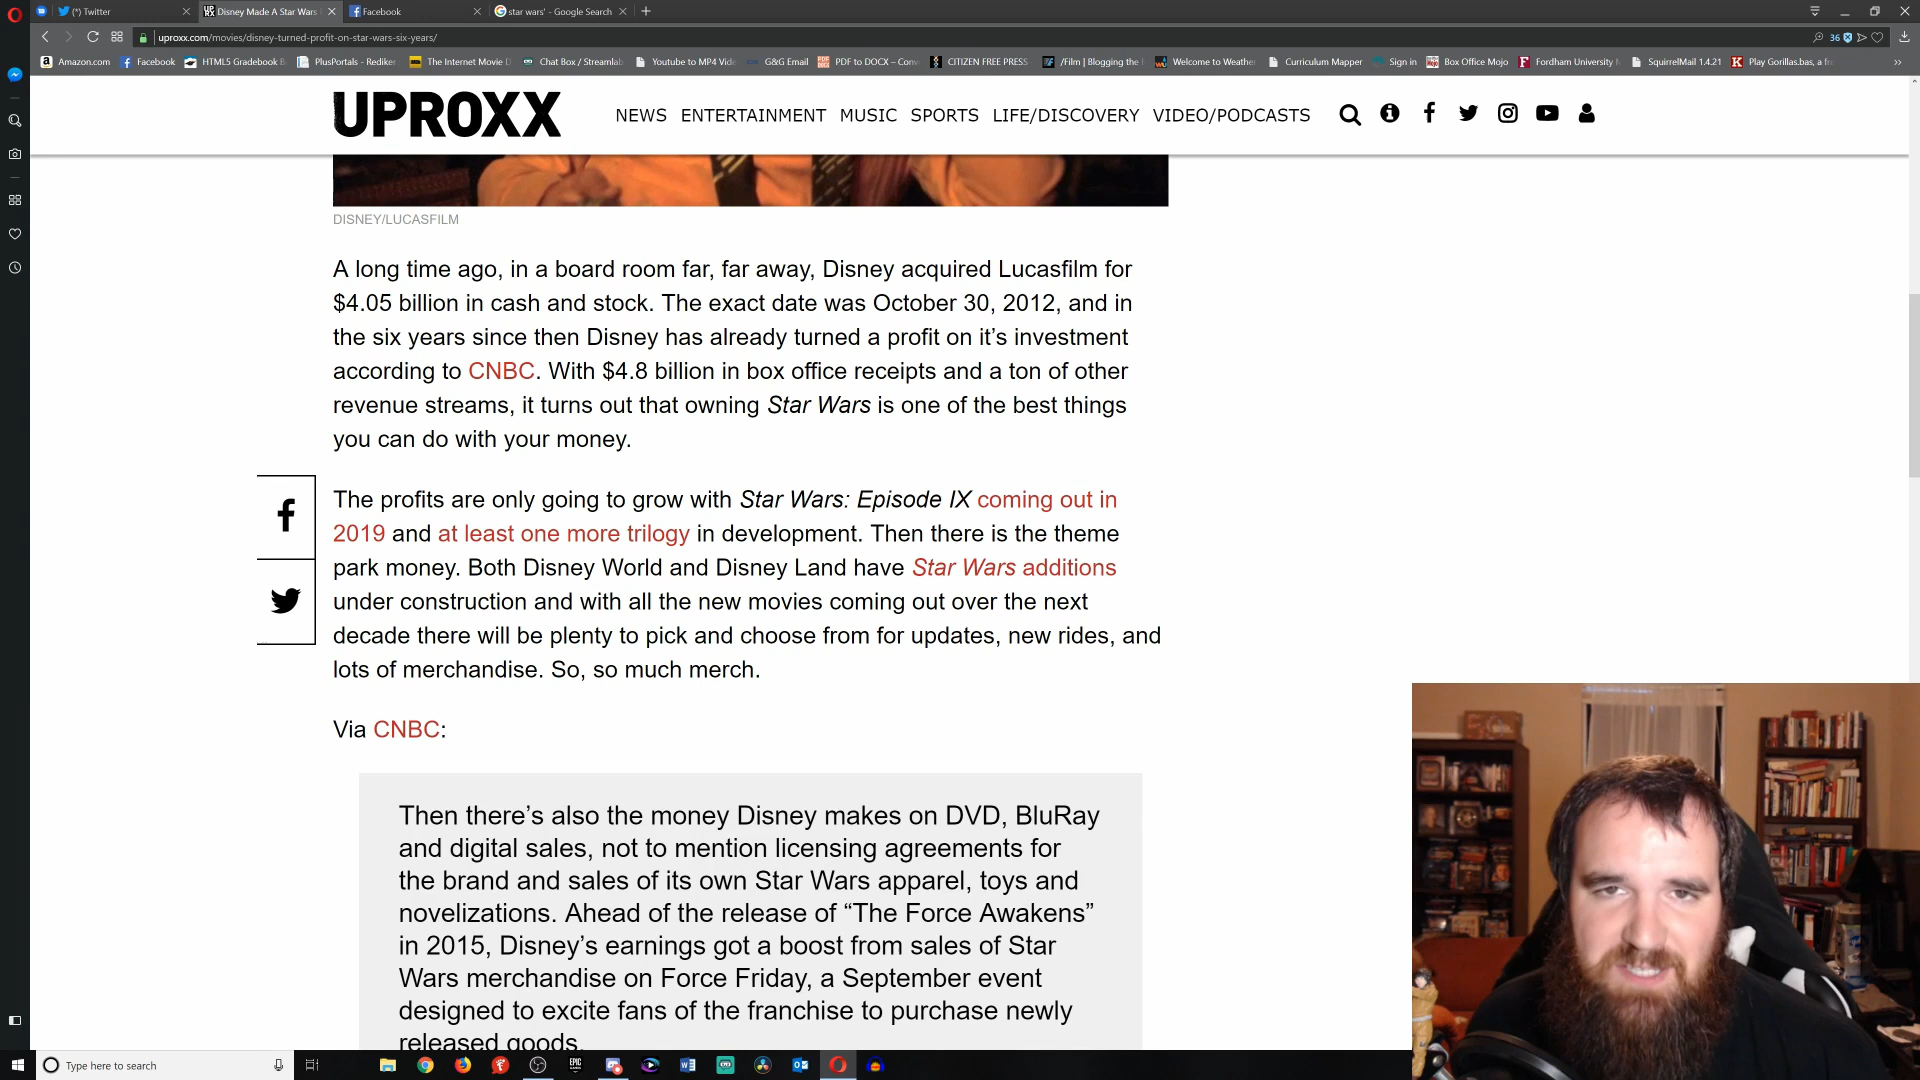 (*) Twitter
Disney Made A Star Wars
Facebook
star wars' - Google Search
uproxx.com/movies/disney-turned-profit-on-star-wars-six-years/
36
Amazon.com
Facebook
HTML5 Gradebook
PlusPortals - Rediker
The Internet Movie D
Chat Box / Streamlab
Youtube to MP4 Vide
G&G Email
PDF to DOCX – Conv
CITIZEN FREE PRESS
/Film | Blogging the
Welcome to Weathe
Curriculum Mapper
Sign in
Box Office Mojo
Fordham University
SquirrelMail 1.4.21
Play Gorillas.bas, a
UPROXX
NEWS ENTERTAINMENT MUSIC SPORTS LIFE/DISCOVERY VIDEO/PODCASTS
DISNEY/LUCASFILM
A long time ago, in a board room far, far away, Disney acquired Lucasfilm for
$4.05 billion in cash and stock. The exact date was October 30, 2012, and in
the six years since then Disney has already turned a profit on it’s investment
according to CNBC. With $4.8 billion in box office receipts and a ton of other
revenue streams, it turns out that owning Star Wars is one of the best things
you can do with your money.
The profits are only going to grow with Star Wars: Episode IX coming out in
2019 and at least one more trilogy in development. Then there is the theme
park money. Both Disney World and Disney Land have Star Wars additions
under construction and with all the new movies coming out over the next
decade there will be plenty to pick and choose from for updates, new rides, and
lots of merchandise. So, so much merch.
Via CNBC:
Then there’s also the money Disney makes on DVD, BluRay
and digital sales, not to mention licensing agreements for
the brand and sales of its own Star Wars apparel, toys and
novelizations. Ahead of the release of “The Force Awakens”
in 2015, Disney’s earnings got a boost from sales of Star
Wars merchandise on Force Friday, a September event
designed to excite fans of the franchise to purchase newly
released goods.
Type here to search